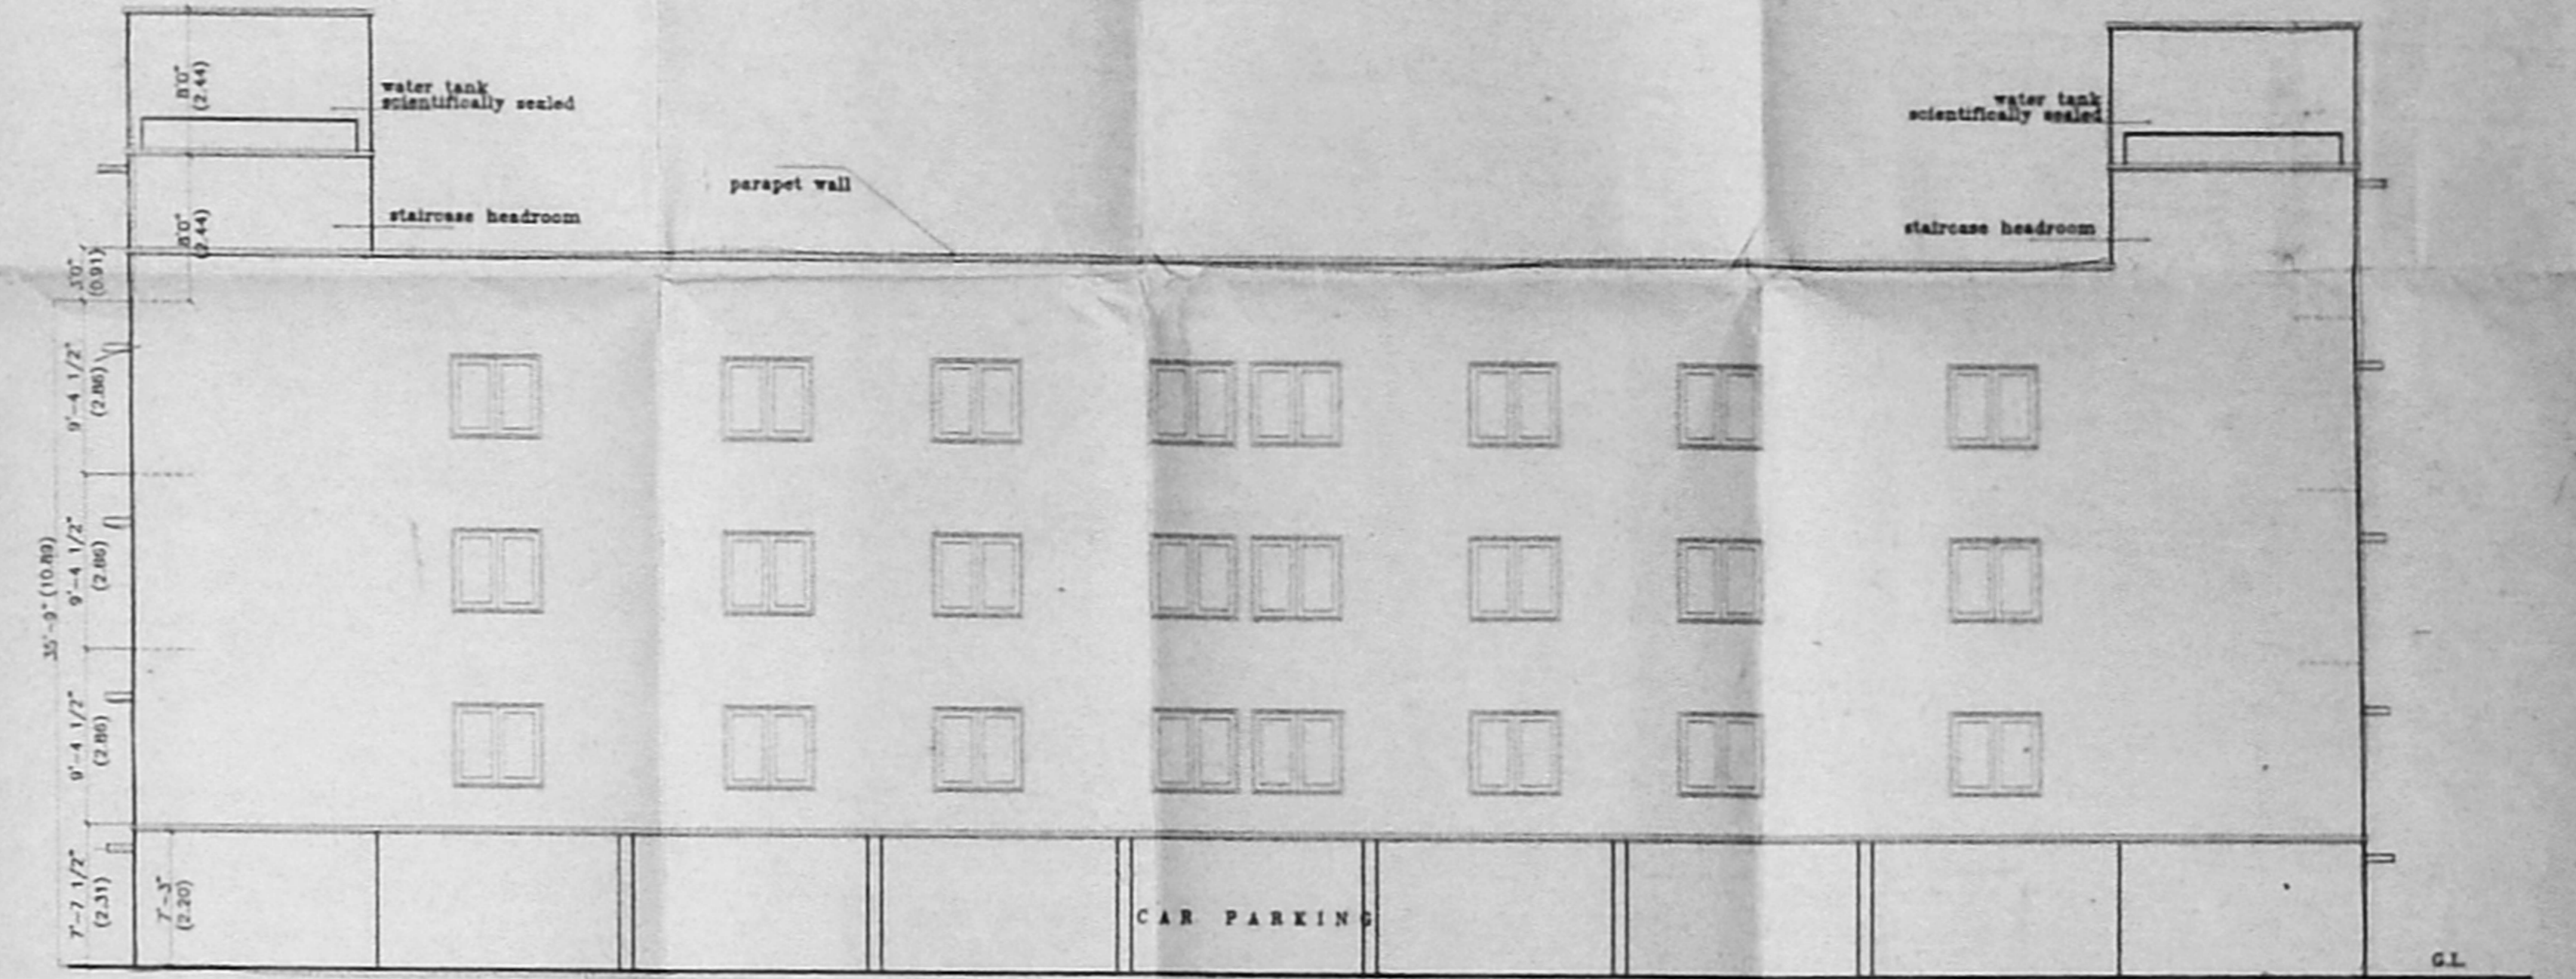 8'0"
(2.44)
water tank
scientifically sealed
water tank
scientifically sealed
parapet wall
8'0"
(2.44)
staircase headroom
staircase headroom
3'0"
(0.91)
9'-4 1/2"
(2.86)
9'-4 1/2"
(2.86)
35'-9" (10.89)
9'-4 1/2"
(2.86)
7'-7 1/2"
(2.31)
7'-3"
(2.20)
CAR PARKING
G.L